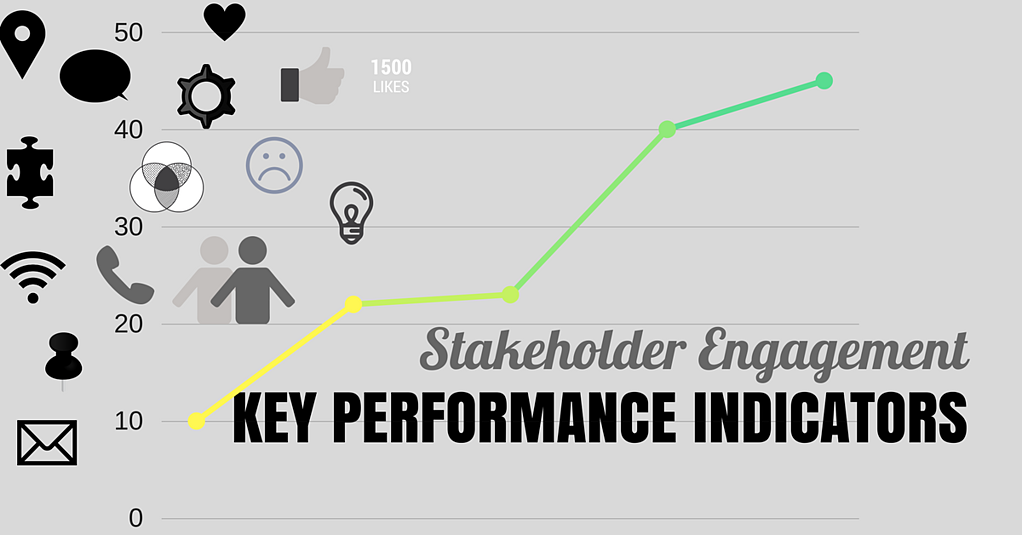 50
1500
LIKES
40
30
20
Stakeholder Engagement
KEY PERFORMANCE INDICATORS
10
0